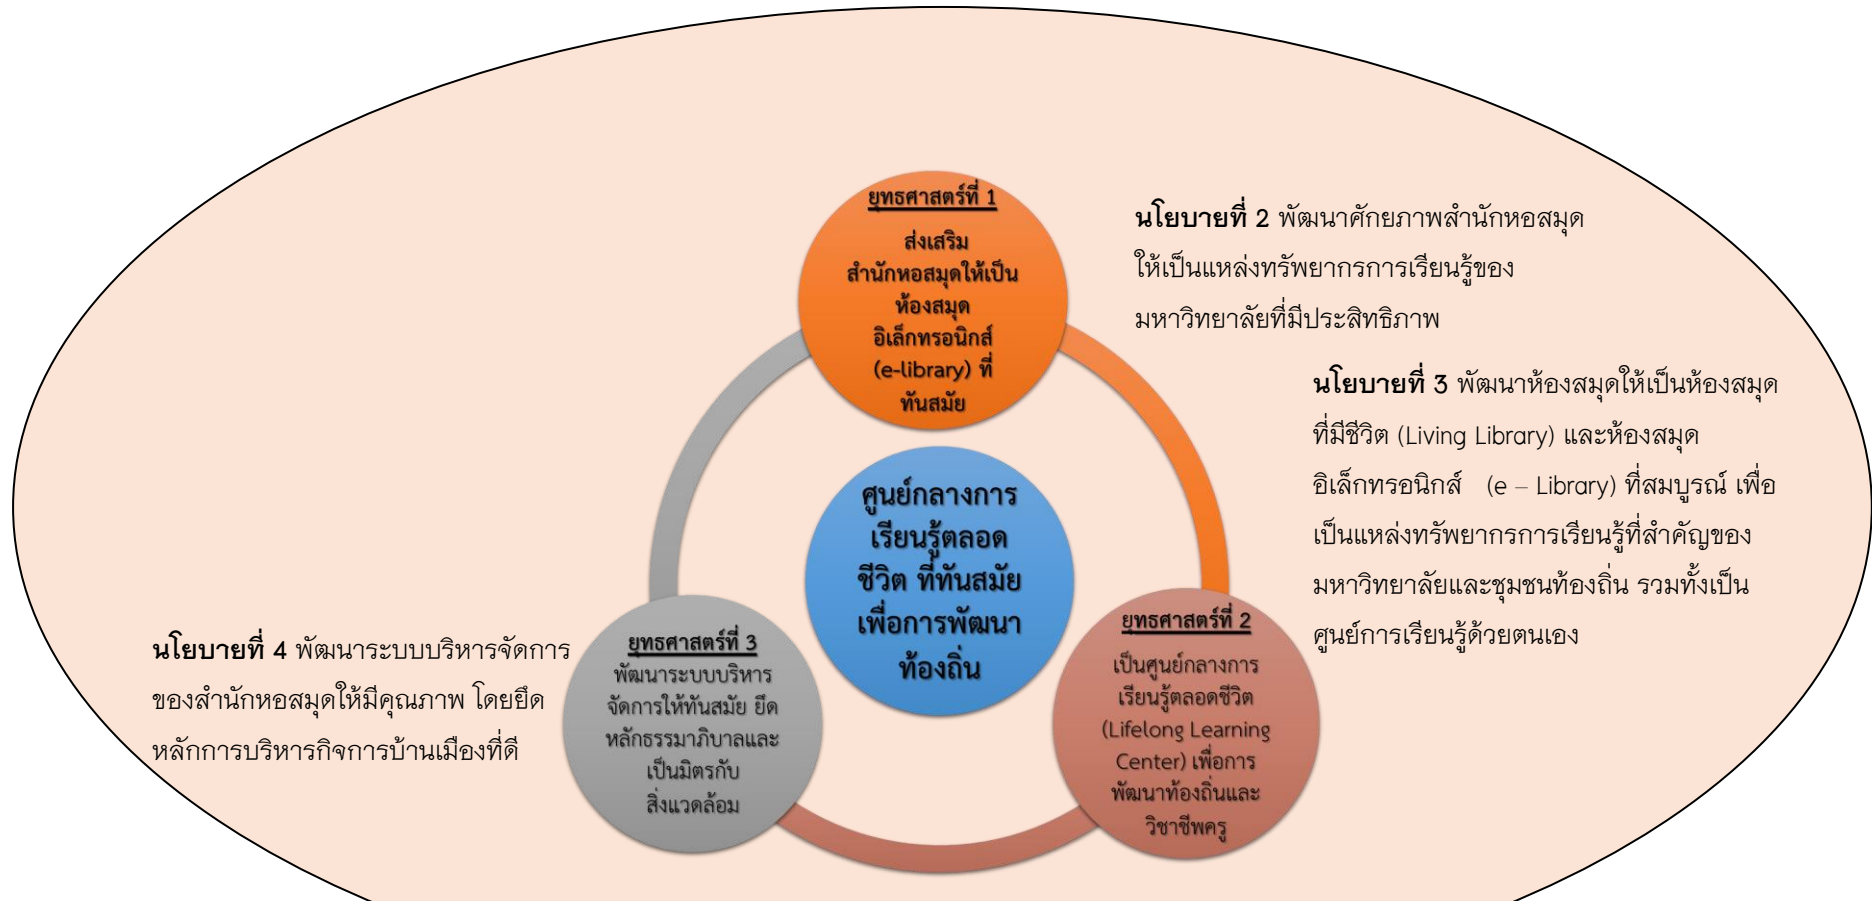 ยุทธศาสตร์ที่ 1
ส่งเสริม
สำนักหอสมุดให้เป็น
ห้องสมุด
อิเล็กทรอนิกส์
(e-library) ที่
ทันสมัย
นโยบายที่ 2 พัฒนาศักยภาพสำนักหอสมุด
ให้เป็นแหล่งทรัพยากรการเรียนรู้ของ
มหาวิทยาลัยที่มีประสิทธิภาพ
นโยบายที่ 3 พัฒนาห้องสมุดให้เป็นห้องสมุด
ที่มีชีวิต (Living Library) และห้องสมุด
อิเล็กทรอนิกส์ (e – Library) ที่สมบูรณ์ เพื่อ
เป็นแหล่งทรัพยากรการเรียนรู้ที่สำคัญของ
มหาวิทยาลัยและชุมชนท้องถิ่น รวมทั้งเป็น
ศูนย์การเรียนรู้ด้วยตนเอง
ศูนย์กลางการ
เรียนรู้ตลอด
ชีวิต ที่ทันสมัย
เพื่อการพัฒนา
ท้องถิ่น
ยุทธศาสตร์ที่ 2
เป็นศูนย์กลางการ
เรียนรู้ตลอดชีวิต
(Lifelong Learning
Center) เพื่อการ
พัฒนาท้องถิ่นและ
วิชาชีพครู
ยุทธศาสตร์ที่ 3
พัฒนาระบบบริหาร
จัดการให้ทันสมัย ยึด
หลักธรรมาภิบาลและ
เป็นมิตรกับ
สิ่งแวดล้อม
นโยบายที่ 4 พัฒนาระบบบริหารจัดการ
ของสำนักหอสมุดให้มีคุณภาพ โดยยึด
หลักการบริหารกิจการบ้านเมืองที่ดี